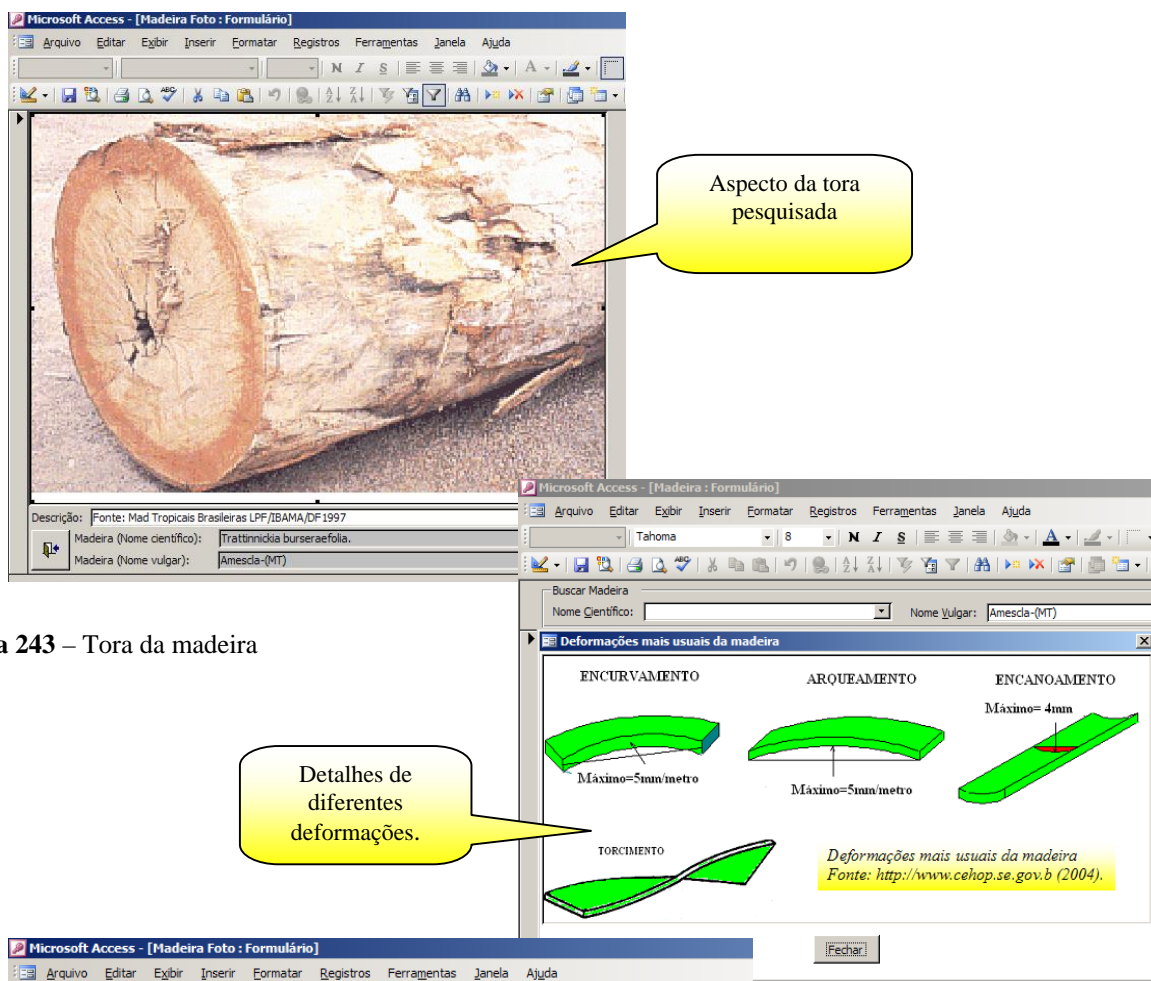 Microsoft Access - [Madeira Foto : Formulário]
Arquivo Editar Exibir Inserir Formatar Registros Ferramentas Janela Ajuda
N I S A
ABC
Aspecto da tora
pesquisada
Descrição: Fonte: Mad Tropicais Brasileiras LPF/IBAMA/DF 1997
Madeira (Nome científico): Trattinnickia burseraefolia.
Madeira (Nome vulgar): Amescla-(MT)
a 243 – Tora da madeira
Microsoft Access - [Madeira : Formulário]
Arquivo Editar Exibir Inserir Formatar Registros Ferramentas Janela Ajuda
Tahoma 8 N I S A
ABC
Buscar Madeira
Nome Científico: Nome Vulgar: Amescla-(MT)
Deformações mais usuais da madeira
ENCURVAMENTO ARQUEAMENTO ENCANOAMENTO
Máximo= 4mm
Máximo=5mm/metro Máximo=5mm/metro
TORCIMENTO
Deformações mais usuais da madeira
Fonte: http://www.cehop.se.gov.b (2004).
Fechar
Detalhes de
diferentes
deformações.
Microsoft Access - [Madeira Foto : Formulário]
Arquivo Editar Exibir Inserir Formatar Registros Ferramentas Janela Ajuda